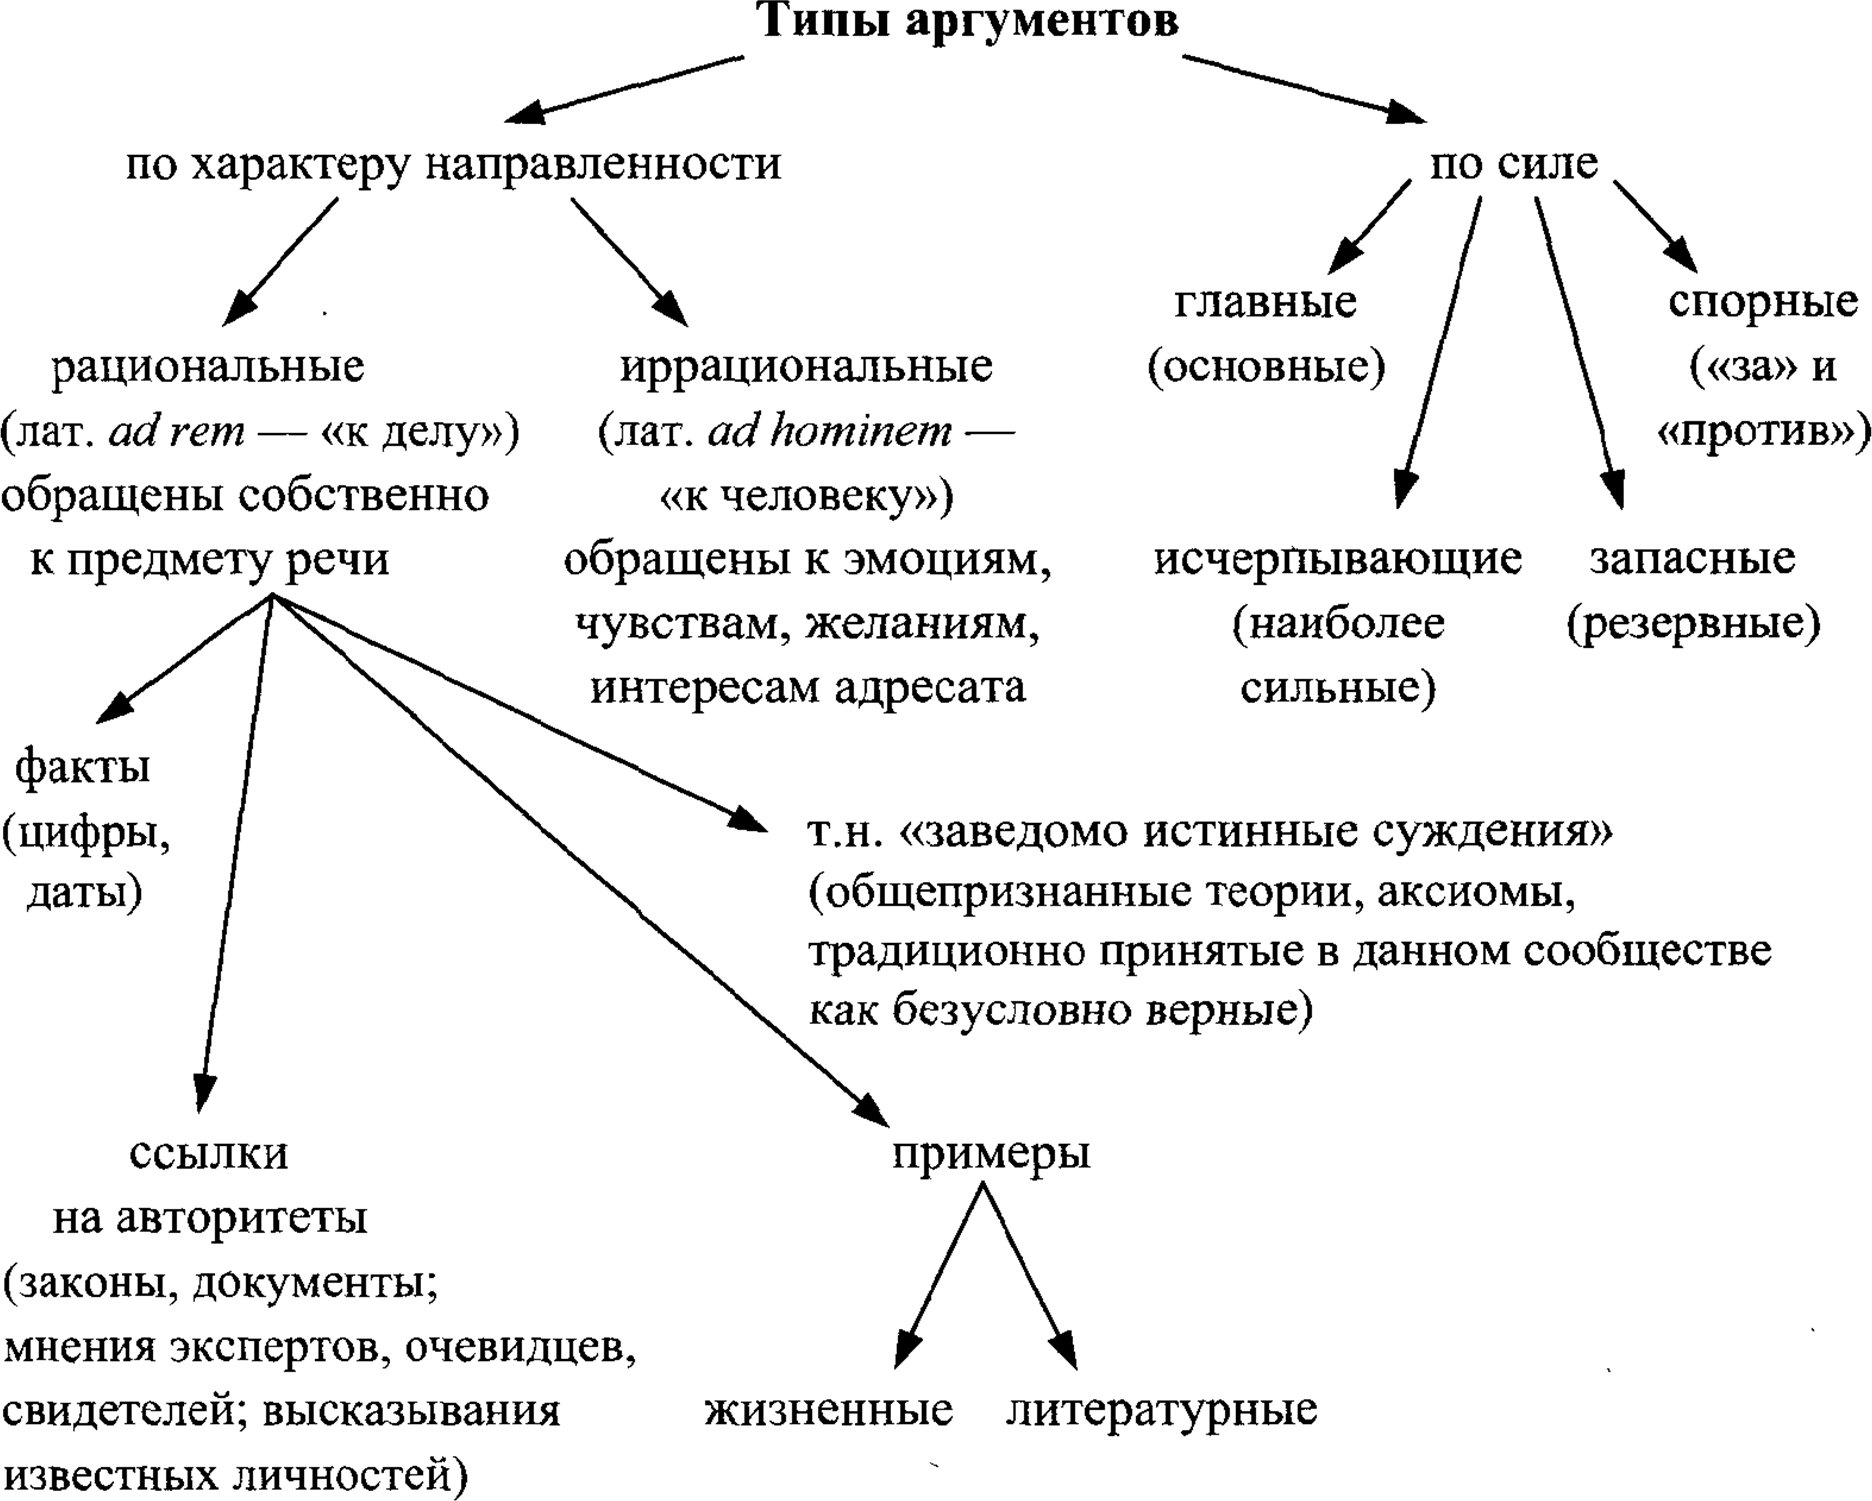 Типы аргументов
по характеру направленности
по силе
рациональные
(лат. ad rem — «к делу»)
обращены собственно
к предмету речи
иррациональные
(лат. ad hominem —
«к человеку»)
обращены к эмоциям,
чувствам, желаниям,
интересам адресата
главные
(основные)
исчерпывающие
(наиболее
сильные)
запасные
(резервные)
спорные
(«за» и
«против»)
факты
(цифры,
даты)
т.н. «заведомо истинные суждения»
(общепризнанные теории, аксиомы,
традиционно принятые в данном сообществе
как безусловно верные)
ссылки
на авторитеты
(законы, документы;
мнения экспертов, очевидцев,
свидетелей; высказывания
известных личностей)
примеры
жизненные
литературные